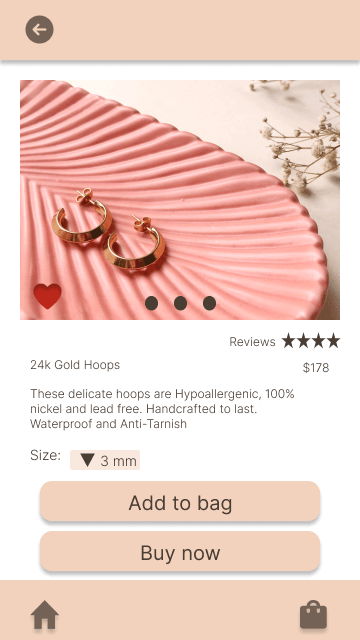 Reviews
24k Gold Hoops
$178
These delicate hoops are Hypoallergenic, 100%
nickel and lead free. Handcrafted to last.
Waterproof and Anti-Tarnish
Size: 3 mm
Add to bag
Buy now